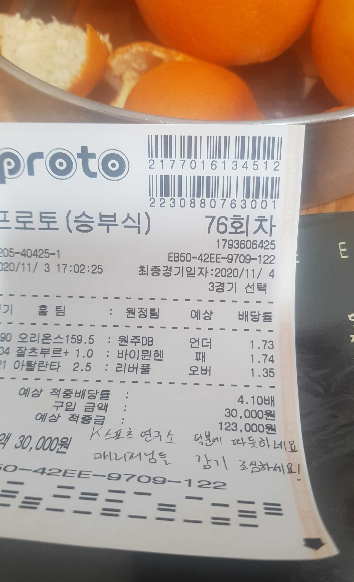 proto
2177016134512
2230880763001
프로토(승부식) 76회차
1793606425
205-40425-1 EB50-42EE-9709-122
020/11/ 3 17:02:25 최종경기일자:2020/11/ 4
3경기 선택
기 홈 팀 : 원정팀 예상 배당률
90 오리온스159.5 : 원주DB 언더 1.73
04 잘츠부르+ 1.0 : 바이뮌헨 패 1.74
21 아탈란타 2.5 : 리버풀 오버 1.35
예상 적중배당률 : 4.10배
구입 금액 : 30,000원
예상 적중금 : 123,000원
액 30,000원
K스포츠 연구소 덕분에 따듯하네요
매니저님들 감기 조심하세요!
50-42EE-9709-122
E